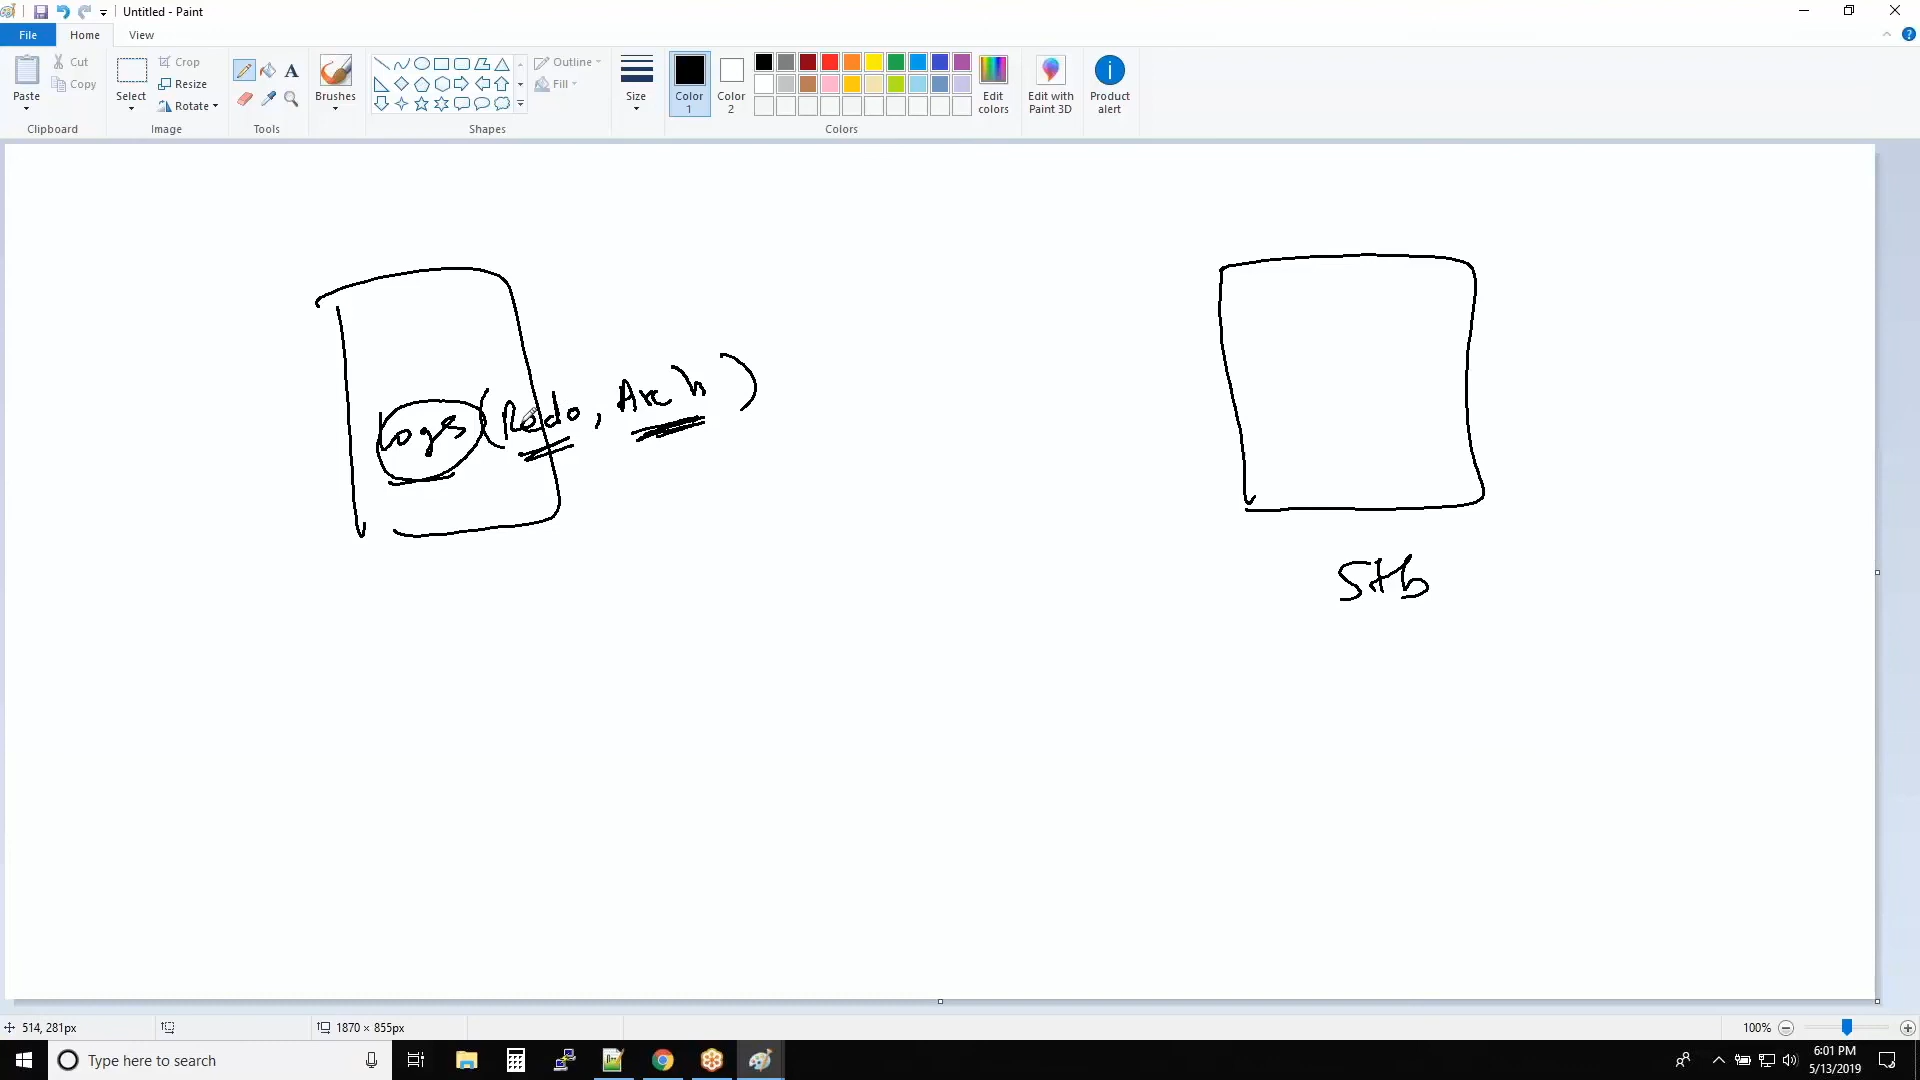 Untitled - Paint
File Home View
Paste
Cut
Copy
Clipboard
Select
Crop
Resize
Rotate
Image
Tools
Brushes
Shapes
Outline
Fill
Size
Color 1
Color 2
Colors
Edit colors
Edit with Paint 3D
Product alert
Logs (Redo, Arch)
Stb
514, 281px
1870 × 855px
100%
Type here to search
6:01 PM
5/13/2019